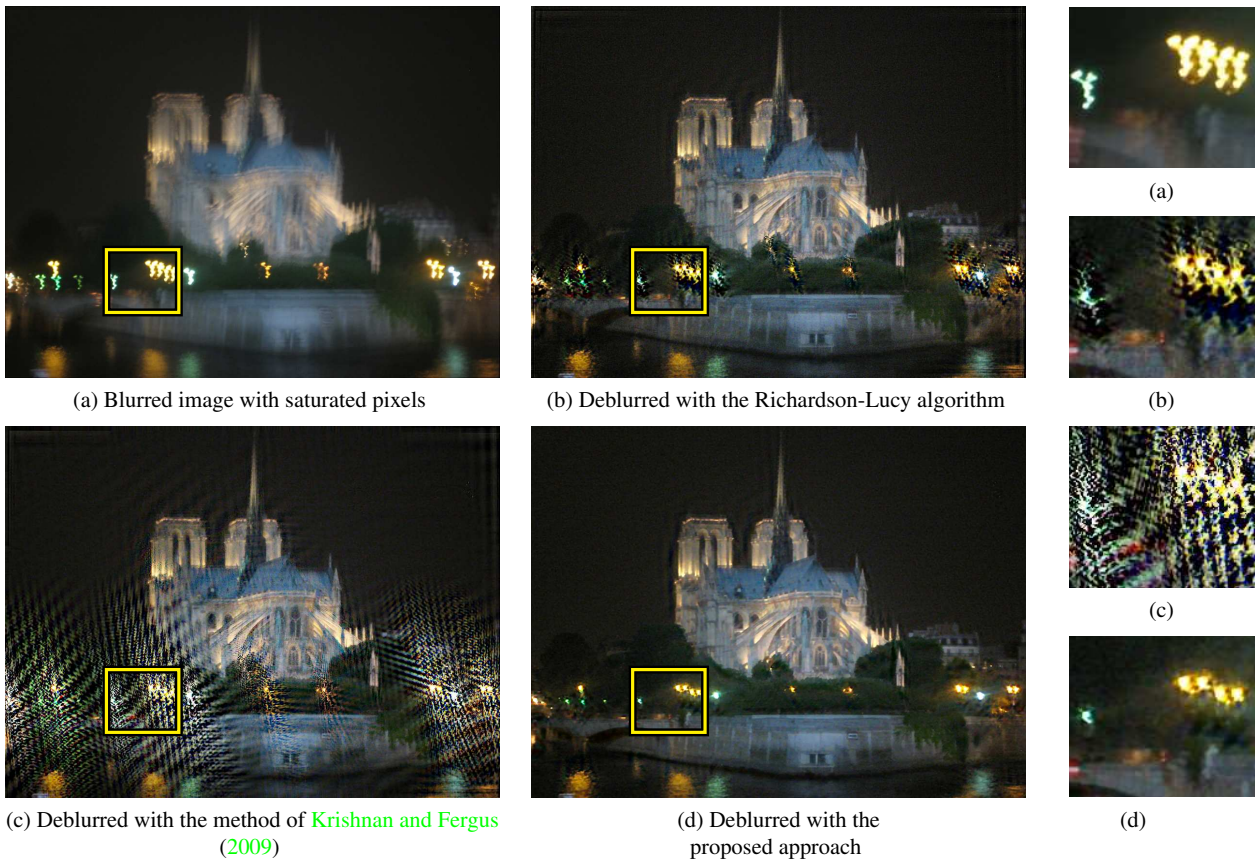 (a) Blurred image with saturated pixels
(b) Deblurred with the Richardson-Lucy algorithm
(a)
(b)
(c) Deblurred with the method of Krishnan and Fergus
(2009)
(d) Deblurred with the
proposed approach
(c)
(d)